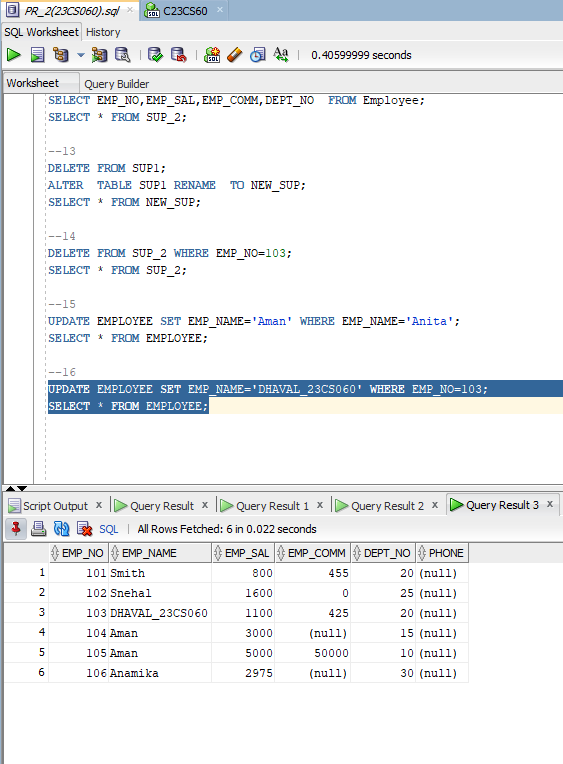 PR_2(23CS060).sql × C23CS60 ×
SQL Worksheet History
0.40599999 seconds
Worksheet Query Builder
SELECT EMP_NO,EMP_SAL,EMP_COMM,DEPT_NO  FROM Employee;
SELECT * FROM SUP_2;
--13
DELETE FROM SUP1;
ALTER  TABLE SUP1 RENAME  TO NEW_SUP;
SELECT * FROM NEW_SUP;
--14
DELETE FROM SUP_2 WHERE EMP_NO=103;
SELECT * FROM SUP_2;
--15
UPDATE EMPLOYEE SET EMP_NAME='Aman' WHERE EMP_NAME='Anita';
SELECT * FROM EMPLOYEE;
--16
UPDATE EMPLOYEE SET EMP_NAME='DHAVAL_23CS060' WHERE EMP_NO=103;
SELECT * FROM EMPLOYEE;
Script Output × Query Result × Query Result 1 × Query Result 2 × Query Result 3 ×
SQL | All Rows Fetched: 6 in 0.022 seconds
EMP_NO EMP_NAME EMP_SAL EMP_COMM DEPT_NO PHONE
1 101 Smith 800 455 20 (null)
2 102 Snehal 1600 0 25 (null)
3 103 DHAVAL_23CS060 1100 425 20 (null)
4 104 Aman 3000 (null) 15 (null)
5 105 Aman 5000 50000 10 (null)
6 106 Anamika 2975 (null) 30 (null)